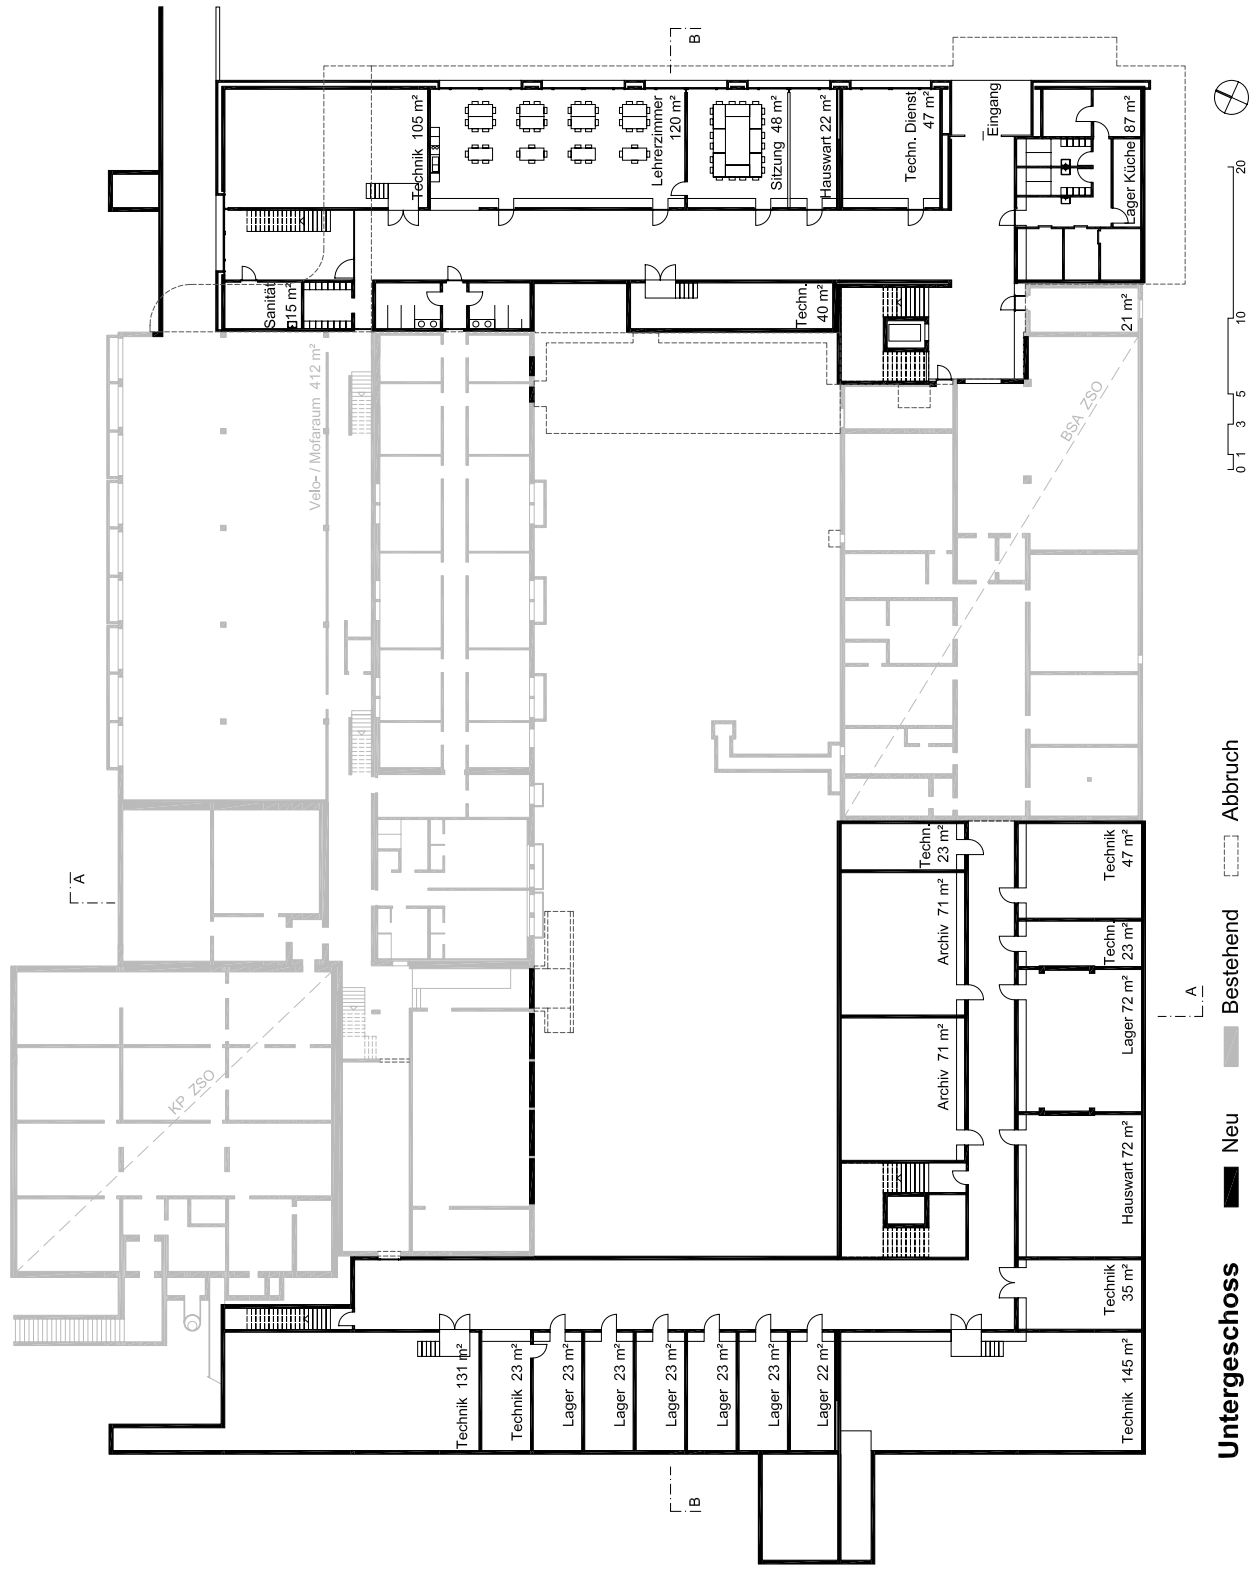 B
Technik 105 m²
Lehrerzimmer
120 m²
Sitzung 48 m²
Hauswart 22 m²
Techn. Dienst
47 m²
Eingang
Lager Küche 87 m²
Sanität
15 m²
Techn.
40 m²
21 m²
Velo- / Mofaraum 412 m²
BSA ZSO
A
KP ZSO
Techn.
23 m²
Technik
47 m²
Archiv 71 m²
Techn.
23 m²
Archiv 71 m²
Lager 72 m²
A
Hauswart 72 m²
Technik
35 m²
Technik 131 m²
Technik 23 m²
Lager 23 m²
Lager 23 m²
Lager 23 m²
Lager 23 m²
Lager 23 m²
Lager 22 m²
Technik 145 m²
B
Untergeschoss
Neu
Bestehend
Abbruch
0 1 3 5 10 20